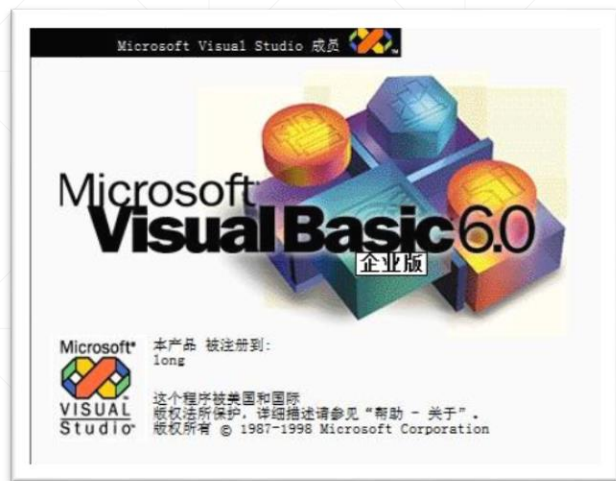 Microsoft Visual Studio 成员
Microsoft
Visual Basic 6.0
企业版
Microsoft
VISUAL
Studio
本产品 被注册到:
long
这个程序被美国和国际
版权法所保护，详细描述请参见“帮助 - 关于”。
版权所有 © 1987-1998 Microsoft Corporation